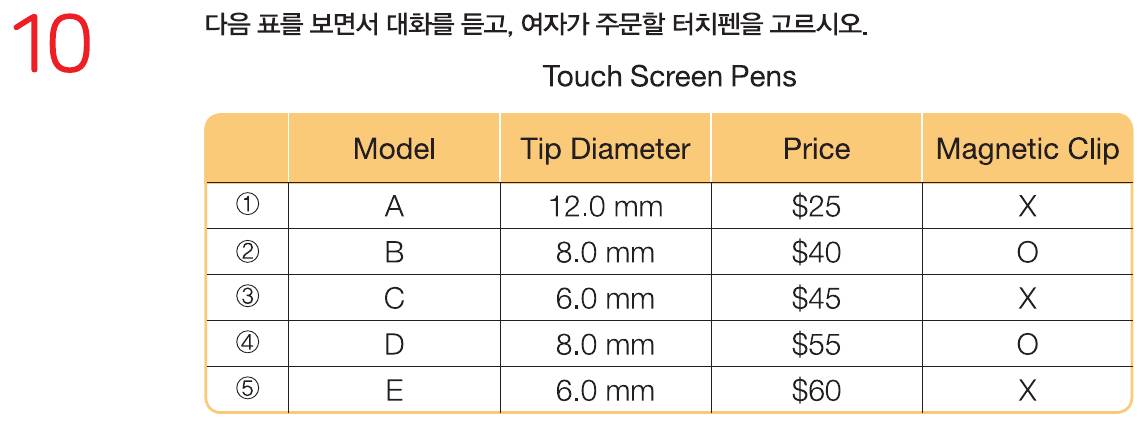 10
다음 표를 보면서 대화를 듣고, 여자가 주문할 터치펜을 고르시오.
Touch Screen Pens
Model Tip Diameter Price Magnetic Clip
① A 12.0 mm $25 X
② B 8.0 mm $40 O
③ C 6.0 mm $45 X
④ D 8.0 mm $55 O
⑤ E 6.0 mm $60 X